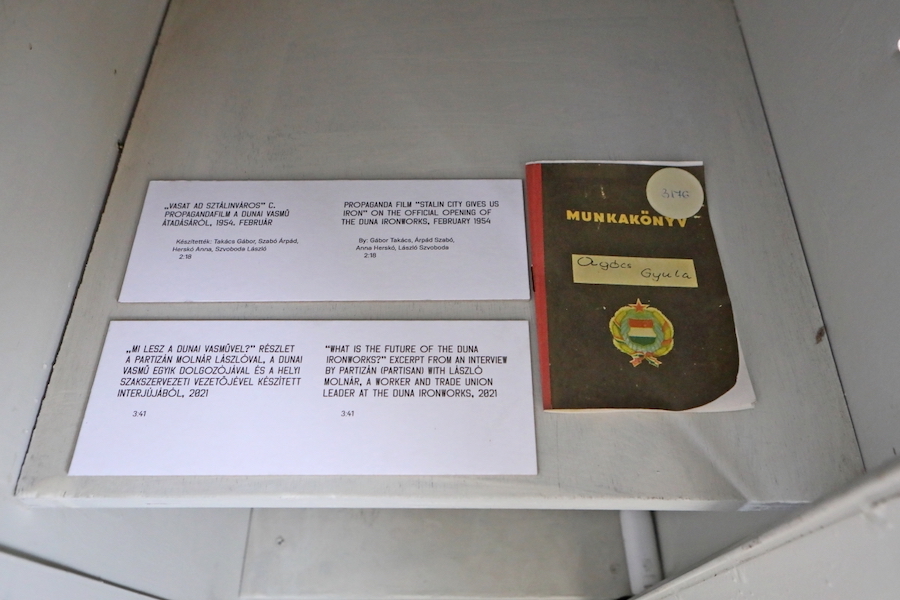 „VASAT AD SZTÁLINVÁROS” C.
PROPAGANDAFILM A DUNAI VASMŰ
ÁTADÁSÁRÓL, 1954. FEBRUÁR
Készítették: Takács Gábor, Szabó Árpád,
Herskó Anna, Szvoboda László
2:18
PROPAGANDA FILM "STALIN CITY GIVES US
IRON" ON THE OFFICIAL OPENING OF
THE DUNA IRONWORKS, FEBRUARY 1954
By: Gábor Takács, Árpád Szabó,
Anna Herskó, László Szvoboda
2:18
„MI LESZ A DUNAI VASMŰVEL?” RÉSZLET
A PARTIZÁN MOLNÁR LÁSZLÓVAL, A DUNAI
VASMŰ EGYIK DOLGOZÓJÁVAL ÉS A HELYI
SZAKSZERVEZETI VEZETŐJÉVEL KÉSZÍTETT
INTERJÚJÁBÓL, 2021
3:41
"WHAT IS THE FUTURE OF THE DUNA
IRONWORKS?" EXCERPT FROM AN INTERVIEW
BY PARTIZÁN (PARTISAN) WITH LÁSZLÓ
MOLNÁR, A WORKER AND TRADE UNION
LEADER AT THE DUNA IRONWORKS, 2021
3:41
MUNKAKÖNYV
Gyula